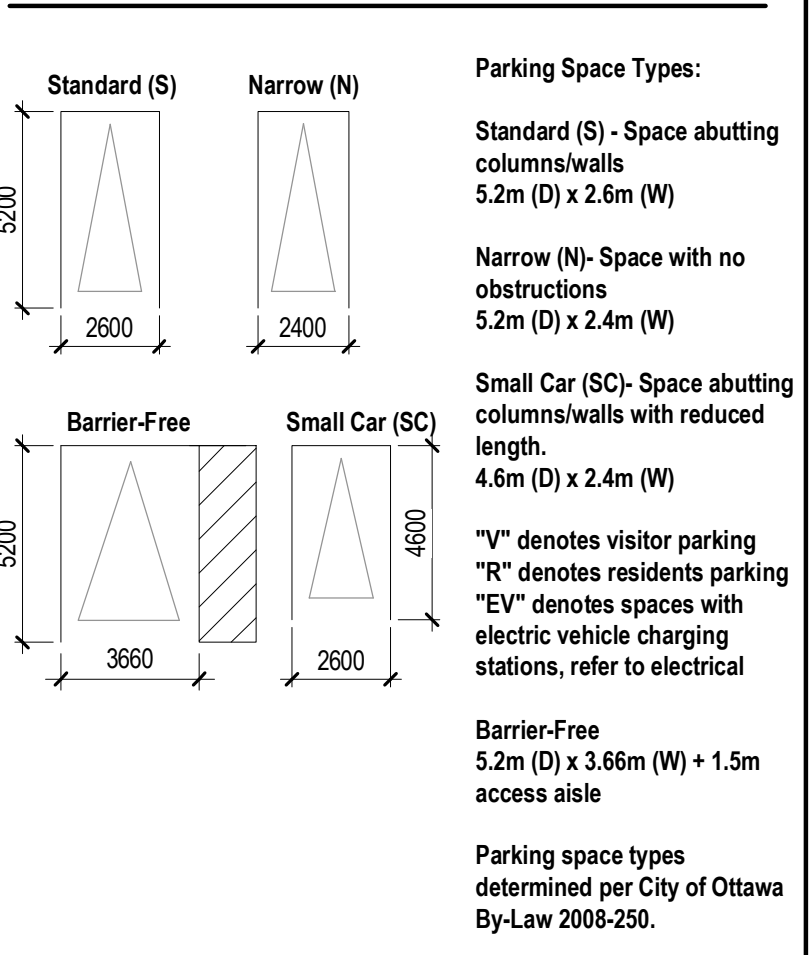 Standard (S)
Narrow (N)
5200
2600
2400
Barrier-Free
Small Car (SC)
5200
4600
3660
2600
Parking Space Types:
Standard (S) - Space abutting
columns/walls
5.2m (D) x 2.6m (W)
Narrow (N)- Space with no
obstructions
5.2m (D) x 2.4m (W)
Small Car (SC)- Space abutting
columns/walls with reduced
length.
4.6m (D) x 2.4m (W)
"V" denotes visitor parking
"R" denotes residents parking
"EV" denotes spaces with
electric vehicle charging
stations, refer to electrical
Barrier-Free
5.2m (D) x 3.66m (W) + 1.5m
access aisle
Parking space types
determined per City of Ottawa
By-Law 2008-250.